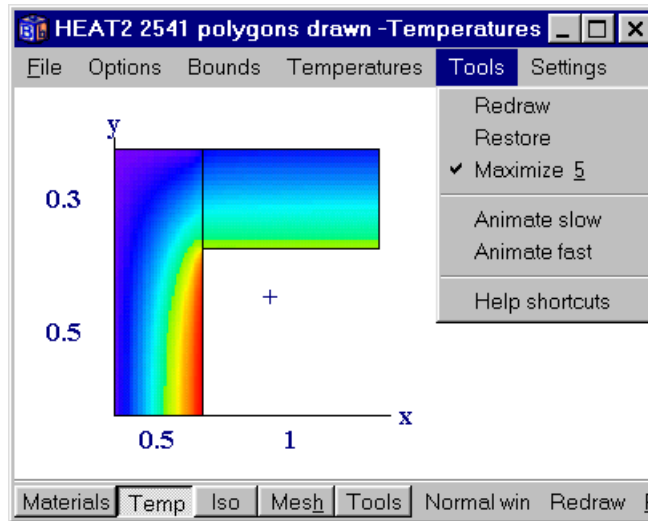 HEAT2 2541 polygons drawn -Temperatures
File Options Bounds Temperatures Tools Settings
Redraw
Restore
Maximize 5
Animate slow
Animate fast
Help shortcuts
y
0.3
0.5
x
0.5 1
Materials Temp Iso Mesh Tools Normal win Redraw